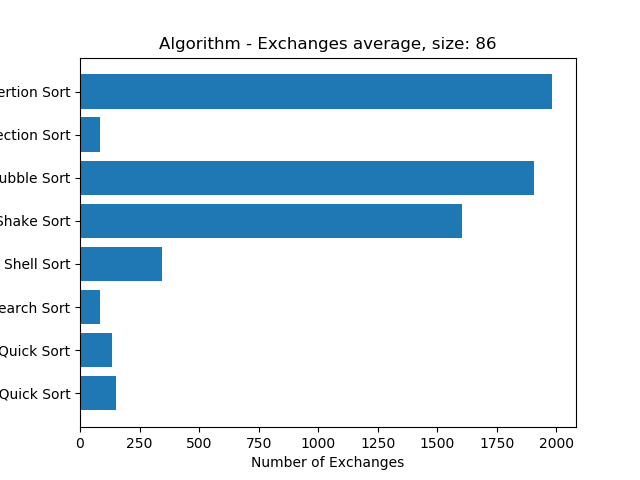 Algorithm - Exchanges average, size: 86
ertion Sort
ection Sort
ubble Sort
Shake Sort
Shell Sort
earch Sort
Quick Sort
Quick Sort
0 250 500 750 1000 1250 1500 1750 2000
Number of Exchanges